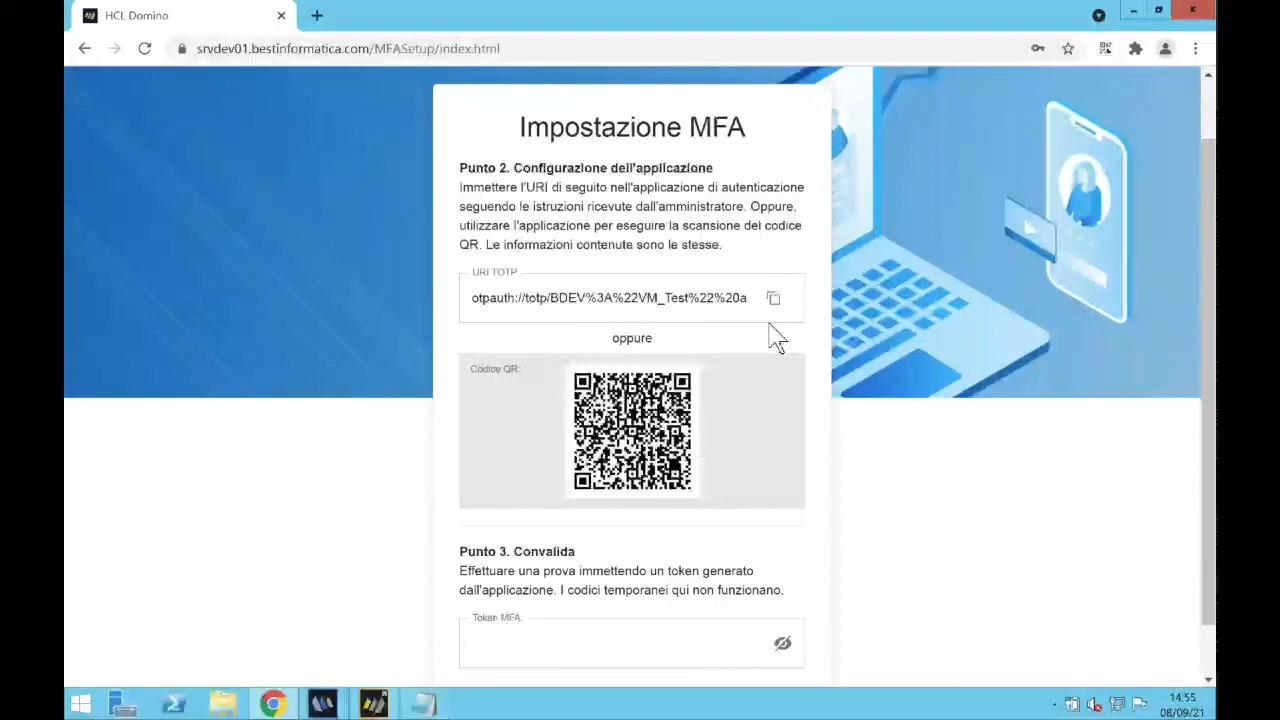 HCL Domino
srvdev01.bestinformatica.com/MFASetup/index.html
Impostazione MFA
Punto 2. Configurazione dell'applicazione
Immettere l'URI di seguito nell'applicazione di autenticazione
seguendo le istruzioni ricevute dall'amministratore. Oppure,
utilizzare l'applicazione per eseguire la scansione del codice
QR. Le informazioni contenute sono le stesse.
URI TOTP
otpauth://totp/BDEV%3A%22VM_Test%22%20a
oppure
Codice QR:
Punto 3. Convalida
Effettuare una prova immettendo un token generato
dall'applicazione. I codici temporanei qui non funzionano.
Token MFA:
14.55
08/09/21